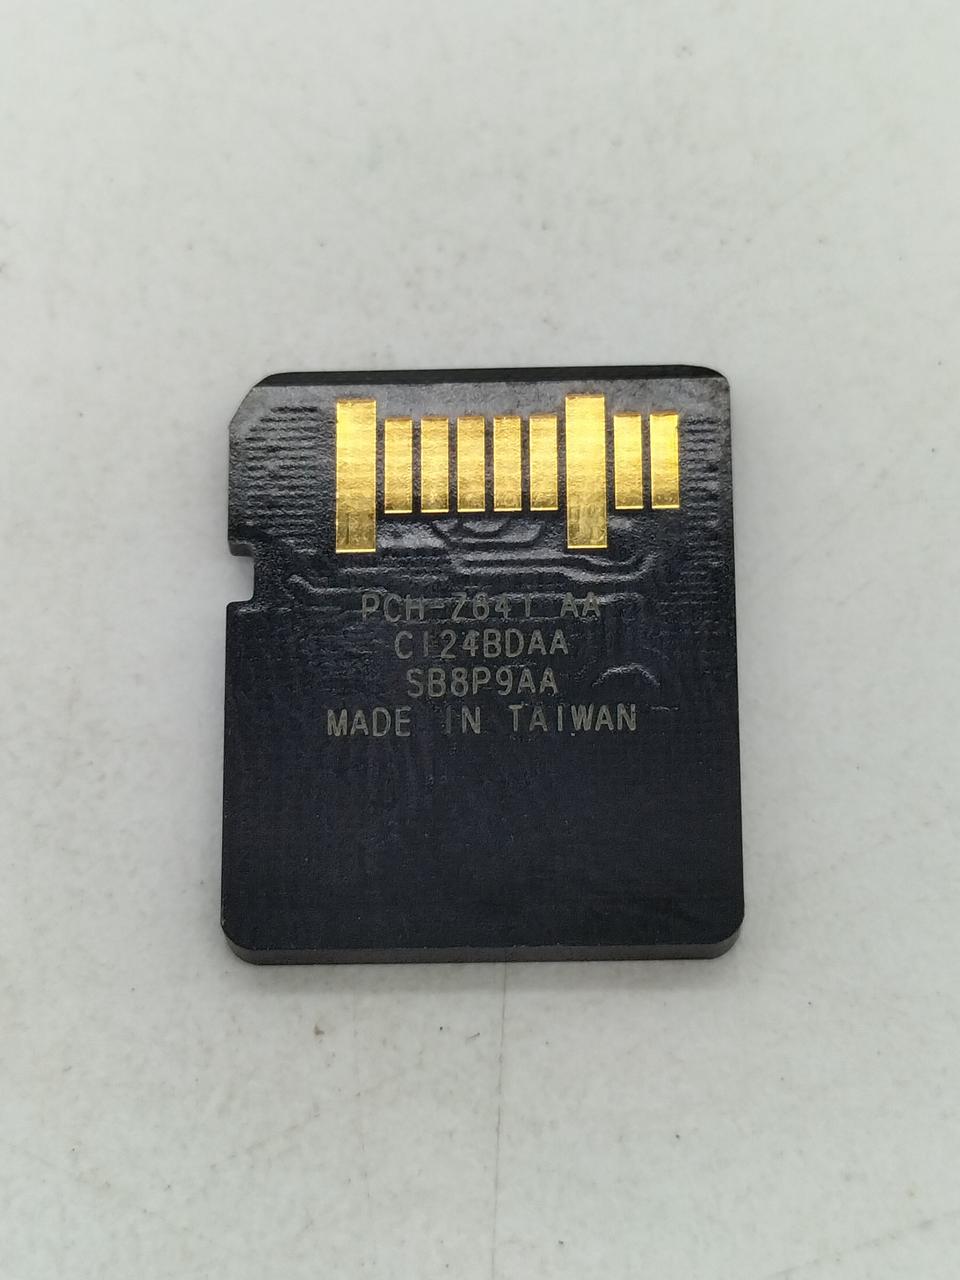 PCH-Z641 AA
C124BDAA
SB8P9AA
MADE IN TAIWAN